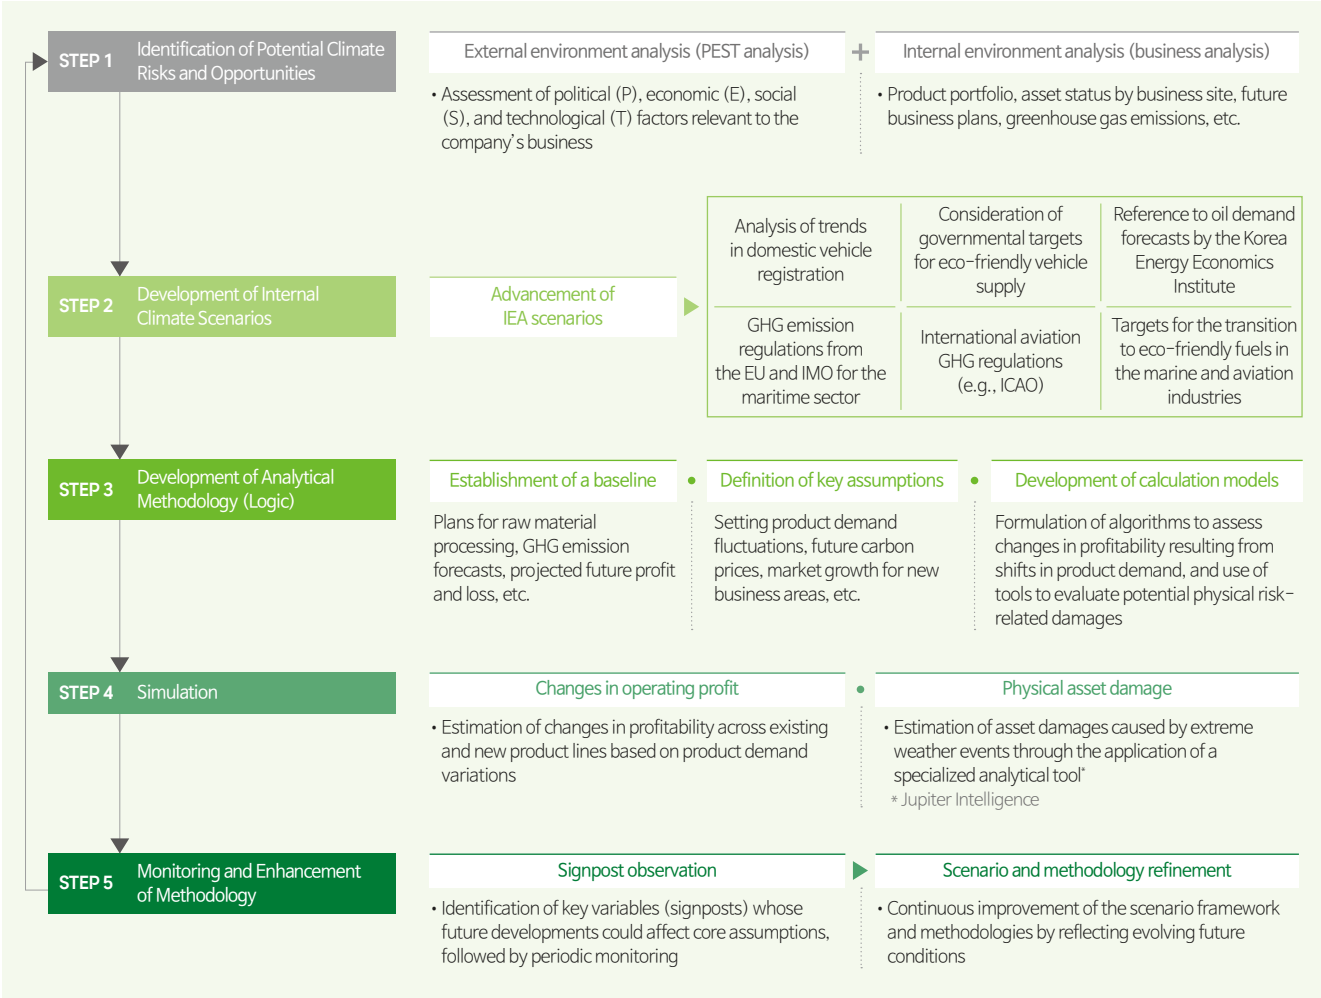 STEP 1
Identification of Potential Climate
Risks and Opportunities
External environment analysis (PEST analysis)
+
Internal environment analysis (business analysis)
• Assessment of political (P), economic (E), social
(S), and technological (T) factors relevant to the
company's business
• Product portfolio, asset status by business site, future
business plans, greenhouse gas emissions, etc.
STEP 2
Development of Internal
Climate Scenarios
Advancement of
IEA scenarios
Analysis of trends
in domestic vehicle
registration
Consideration of
governmental targets
for eco-friendly vehicle
supply
Reference to oil demand
forecasts by the Korea
Energy Economics
Institute
GHG emission
regulations from
the EU and IMO for the
maritime sector
International aviation
GHG regulations
(e.g., ICAO)
Targets for the transition
to eco-friendly fuels in
the marine and aviation
industries
STEP 3
Development of Analytical
Methodology (Logic)
Establishment of a baseline
Plans for raw material
processing, GHG emission
forecasts, projected future profit
and loss, etc.
Definition of key assumptions
Setting product demand
fluctuations, future carbon
prices, market growth for new
business areas, etc.
Development of calculation models
Formulation of algorithms to assess
changes in profitability resulting from
shifts in product demand, and use of
tools to evaluate potential physical risk-
related damages
STEP 4
Simulation
Changes in operating profit
• Estimation of changes in profitability across existing
and new product lines based on product demand
variations
Physical asset damage
• Estimation of asset damages caused by extreme
weather events through the application of a
specialized analytical tool*
* Jupiter Intelligence
STEP 5
Monitoring and Enhancement
of Methodology
Signpost observation
• Identification of key variables (signposts) whose
future developments could affect core assumptions,
followed by periodic monitoring
Scenario and methodology refinement
• Continuous improvement of the scenario framework
and methodologies by reflecting evolving future
conditions